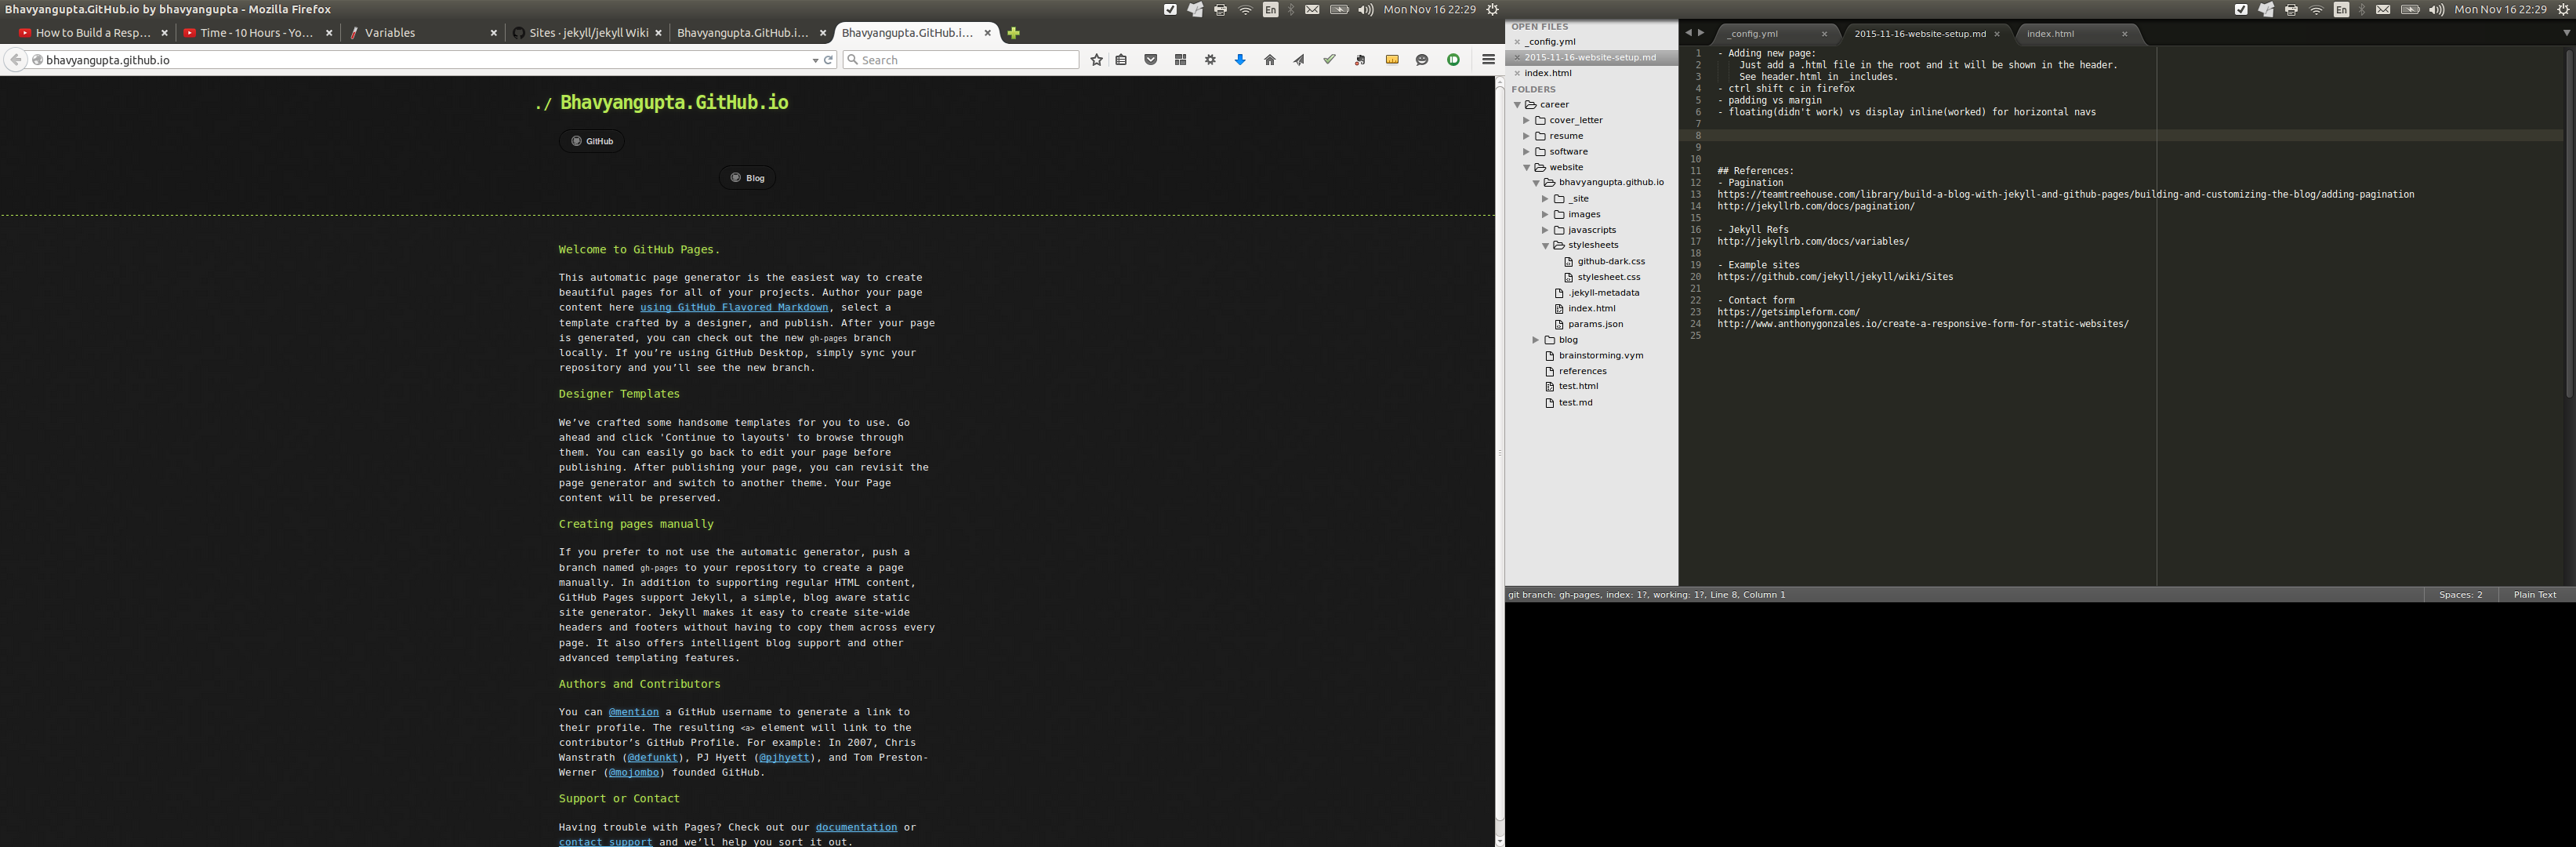 Bhavyangupta.GitHub.io by bhavyangupta - Mozilla Firefox
En
Mon Nov 16 22:29
How to Build a Resp…
Time - 10 Hours - Yo…
Variables
Sites · jekyll/jekyll Wiki
Bhavyangupta.GitHub.i…
Bhavyangupta.GitHub.i…
bhavyangupta.github.io
Search
./ Bhavyangupta.GitHub.io
GitHub
Blog
Welcome to GitHub Pages.
This automatic page generator is the easiest way to create
beautiful pages for all of your projects. Author your page
content here using GitHub Flavored Markdown, select a
template crafted by a designer, and publish. After your page
is generated, you can check out the new gh-pages branch
locally. If you're using GitHub Desktop, simply sync your
repository and you'll see the new branch.
Designer Templates
We've crafted some handsome templates for you to use. Go
ahead and click 'Continue to layouts' to browse through
them. You can easily go back to edit your page before
publishing. After publishing your page, you can revisit the
page generator and switch to another theme. Your Page
content will be preserved.
Creating pages manually
If you prefer to not use the automatic generator, push a
branch named gh-pages to your repository to create a page
manually. In addition to supporting regular HTML content,
GitHub Pages support Jekyll, a simple, blog aware static
site generator. Jekyll makes it easy to create site-wide
headers and footers without having to copy them across every
page. It also offers intelligent blog support and other
advanced templating features.
Authors and Contributors
You can @mention a GitHub username to generate a link to
their profile. The resulting <a> element will link to the
contributor's GitHub Profile. For example: In 2007, Chris
Wanstrath (@defunkt), PJ Hyett (@pjhyett), and Tom Preston-
Werner (@mojombo) founded GitHub.
Support or Contact
Having trouble with Pages? Check out our documentation or
contact support and we'll help you sort it out.
En
Mon Nov 16 22:29
OPEN FILES
_config.yml
2015-11-16-website-setup.md
index.html
FOLDERS
career
cover_letter
resume
software
website
bhavyangupta.github.io
_site
images
javascripts
stylesheets
github-dark.css
stylesheet.css
.jekyll-metadata
index.html
params.json
blog
brainstorming.vym
references
test.html
test.md
_config.yml
2015-11-16-website-setup.md
index.html
1 - Adding new page:
2 Just add a .html file in the root and it will be shown in the header.
3 See header.html in _includes.
4 - ctrl shift c in firefox
5 - padding vs margin
6 - floating(didn't work) vs display inline(worked) for horizontal navs
7
8
9
10
11 ## References:
12 - Pagination
13 https://teamtreehouse.com/library/build-a-blog-with-jekyll-and-github-pages/building-and-customizing-the-blog/adding-pagination
14 http://jekyllrb.com/docs/pagination/
15
16 - Jekyll Refs
17 http://jekyllrb.com/docs/variables/
18
19 - Example sites
20 https://github.com/jekyll/jekyll/wiki/Sites
21
22 - Contact form
23 https://getsimpleform.com/
24 http://www.anthonygonzales.io/create-a-responsive-form-for-static-websites/
25
git branch: gh-pages, index: 1?, working: 1?, Line 8, Column 1
Spaces: 2
Plain Text